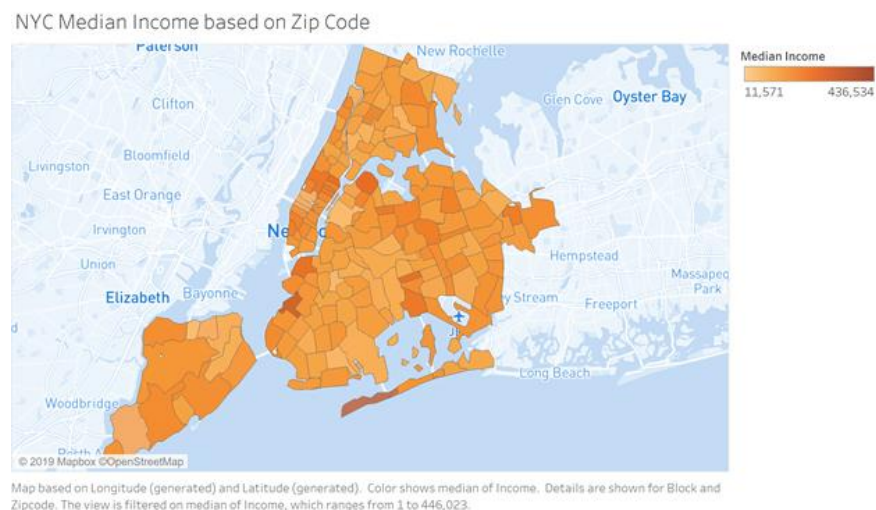 NYC Median Income based on Zip Code
Paterson
New Rochelle
Median Income
11,571 436,534
Clifton
Glen Cove
Oyster Bay
Livingston
Bloomfield
East Orange
Irvington
Ne
Union
Hempstead
Elizabeth
Bayonne
Massapeq
Park
y Stream
Freeport
Long Beach
Woodbridge
© 2019 Mapbox ©OpenStreetMap
Map based on Longitude (generated) and Latitude (generated). Color shows median of Income. Details are shown for Block and
Zipcode. The view is filtered on median of Income, which ranges from 1 to 446,023.